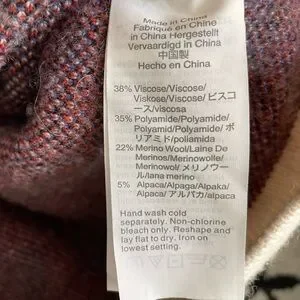 Made in China
Fabriqué en Chine
in China Hergestellt
Vervaardigd in China
中国製
Hecho en China
38% Viscose/Viscose/
Viskose/Viscose/ ビスコ
ース/viscosa
35% Polyamide/Polyamide/
Polyamid/Polyamide/ ポ
リアミド/poliamida
22% Merino Wool/Laine De
Merinos/Merinowolle/
Merinowol/ メリノウー
ル/lana merino
5% Alpaca/Alpaga/Alpaka/
Alpaca/ アルパカ/alpaca
Hand wash cold
separately. Non-chlorine
bleach only. Reshape and
lay flat to dry. Iron on
lowest setting.